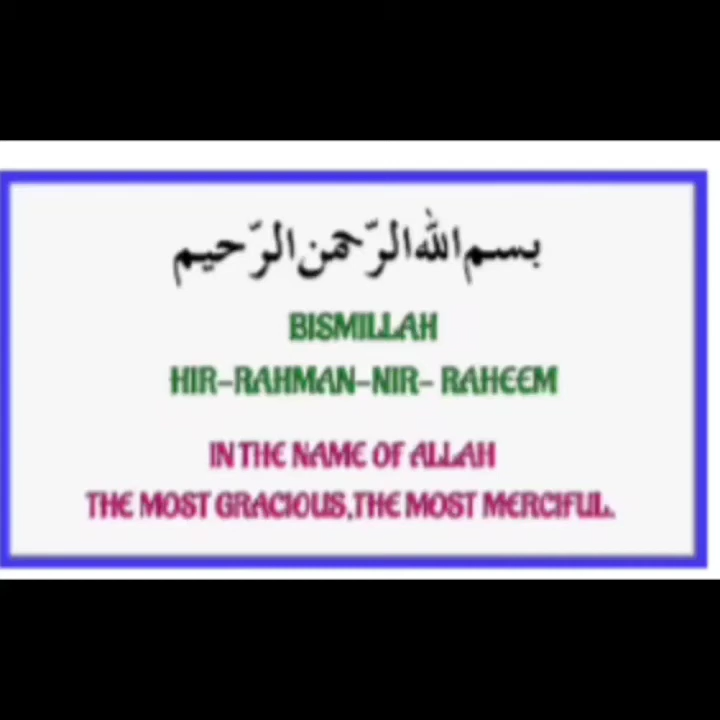 بسم الله الرّحمن الرّحيم
BISMILLAH
HIR-RAHMAN-NIR- RAHEEM
IN THE NAME OF ALLAH
THE MOST GRACIOUS,THE MOST MERCIFUL.